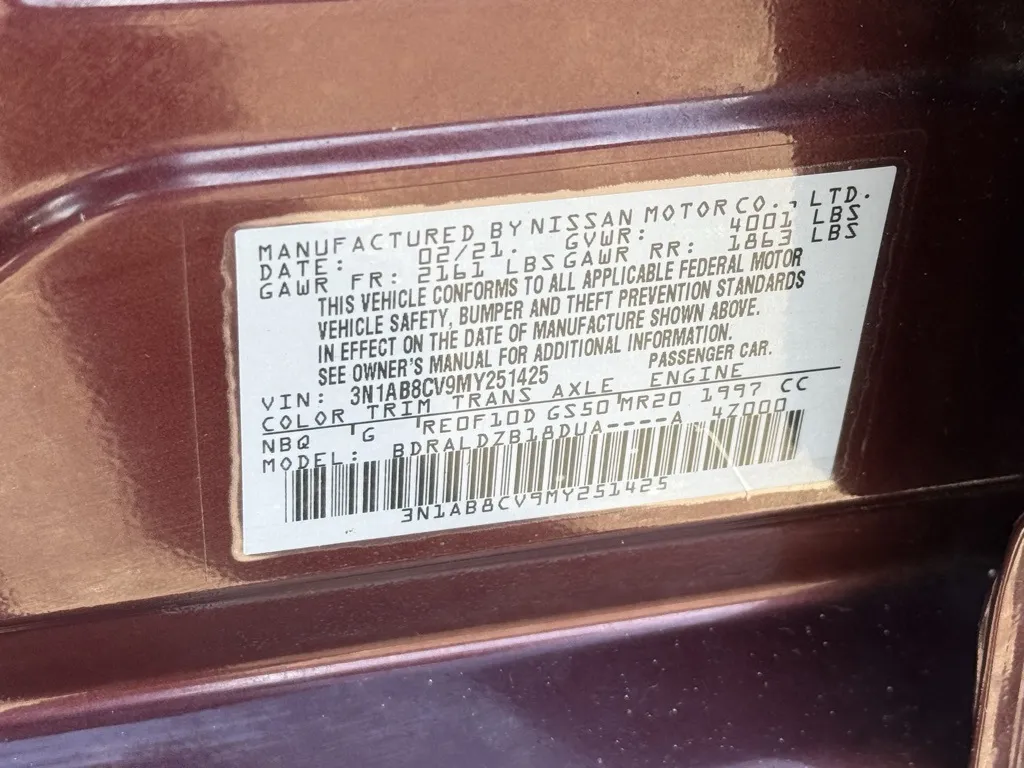 MANUFACTURED BY NISSAN MOTOR CO., LTD.
DATE: 02/21. GVWR: 4001 LBS
GAWR FR: 2161 LBS GAWR RR: 1863 LBS
THIS VEHICLE CONFORMS TO ALL APPLICABLE FEDERAL MOTOR
VEHICLE SAFETY, BUMPER AND THEFT PREVENTION STANDARDS
IN EFFECT ON THE DATE OF MANUFACTURE SHOWN ABOVE.
SEE OWNER'S MANUAL FOR ADDITIONAL INFORMATION.
VIN: 3N1AB8CV9MY251425 PASSENGER CAR.
COLOR TRIM TRANS AXLE ENGINE
NBQ G RE0F10D GS50 MR20 1997 CC
MODEL: BDRALDZB18DUA----A 4Z000
3N1AB8CV9MY251425